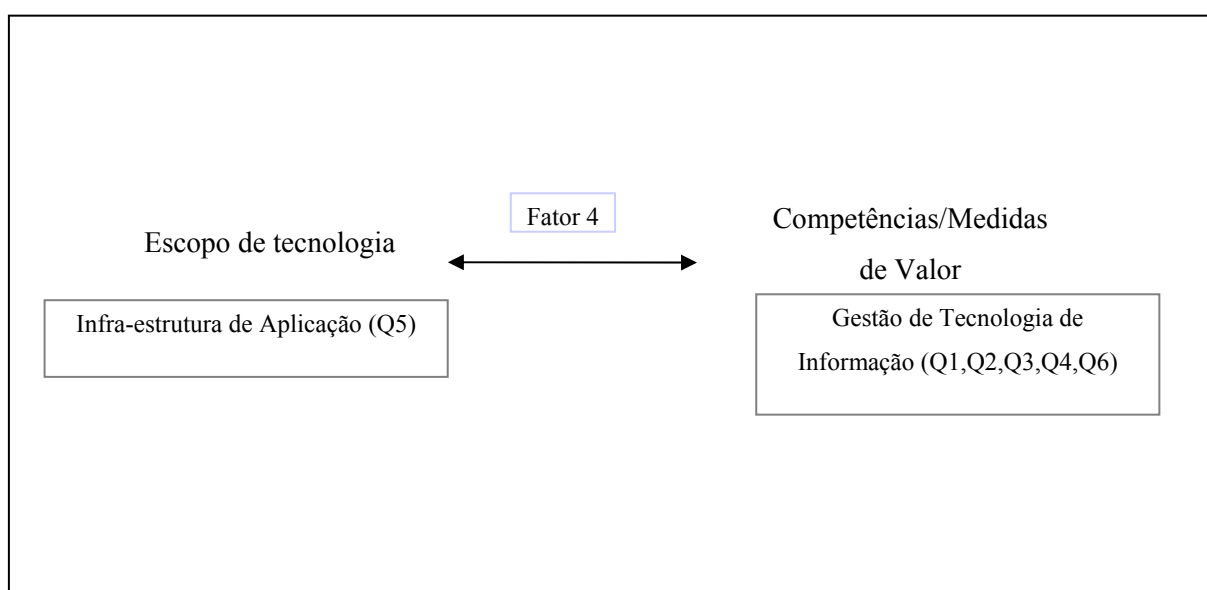 Fator 4
Escopo de tecnologia
Competências/Medidas
de Valor
Infra-estrutura de Aplicação (Q5)
Gestão de Tecnologia de
Informação (Q1,Q2,Q3,Q4,Q6)